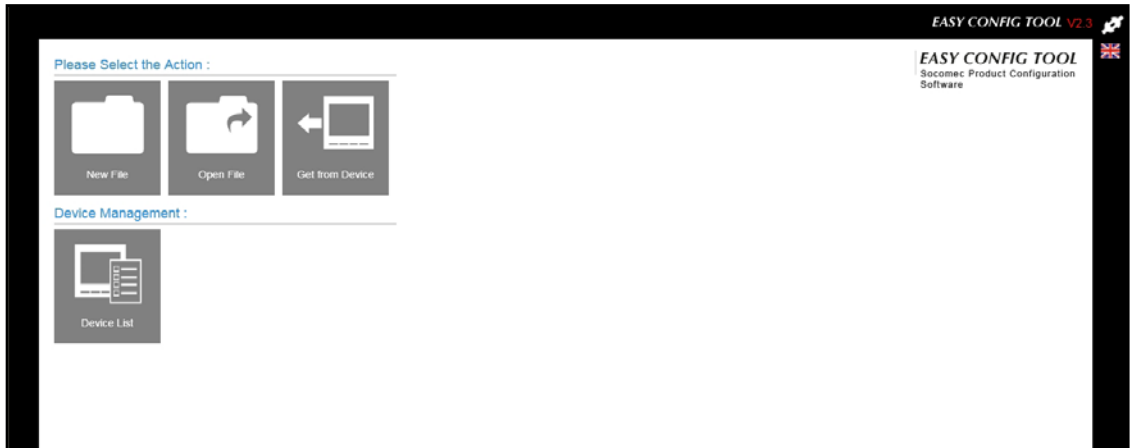 EASY CONFIG TOOL V2.3
EASY CONFIG TOOL
Socomec Product Configuration
Software
Please Select the Action :
New File
Open File
Get from Device
Device Management :
Device List